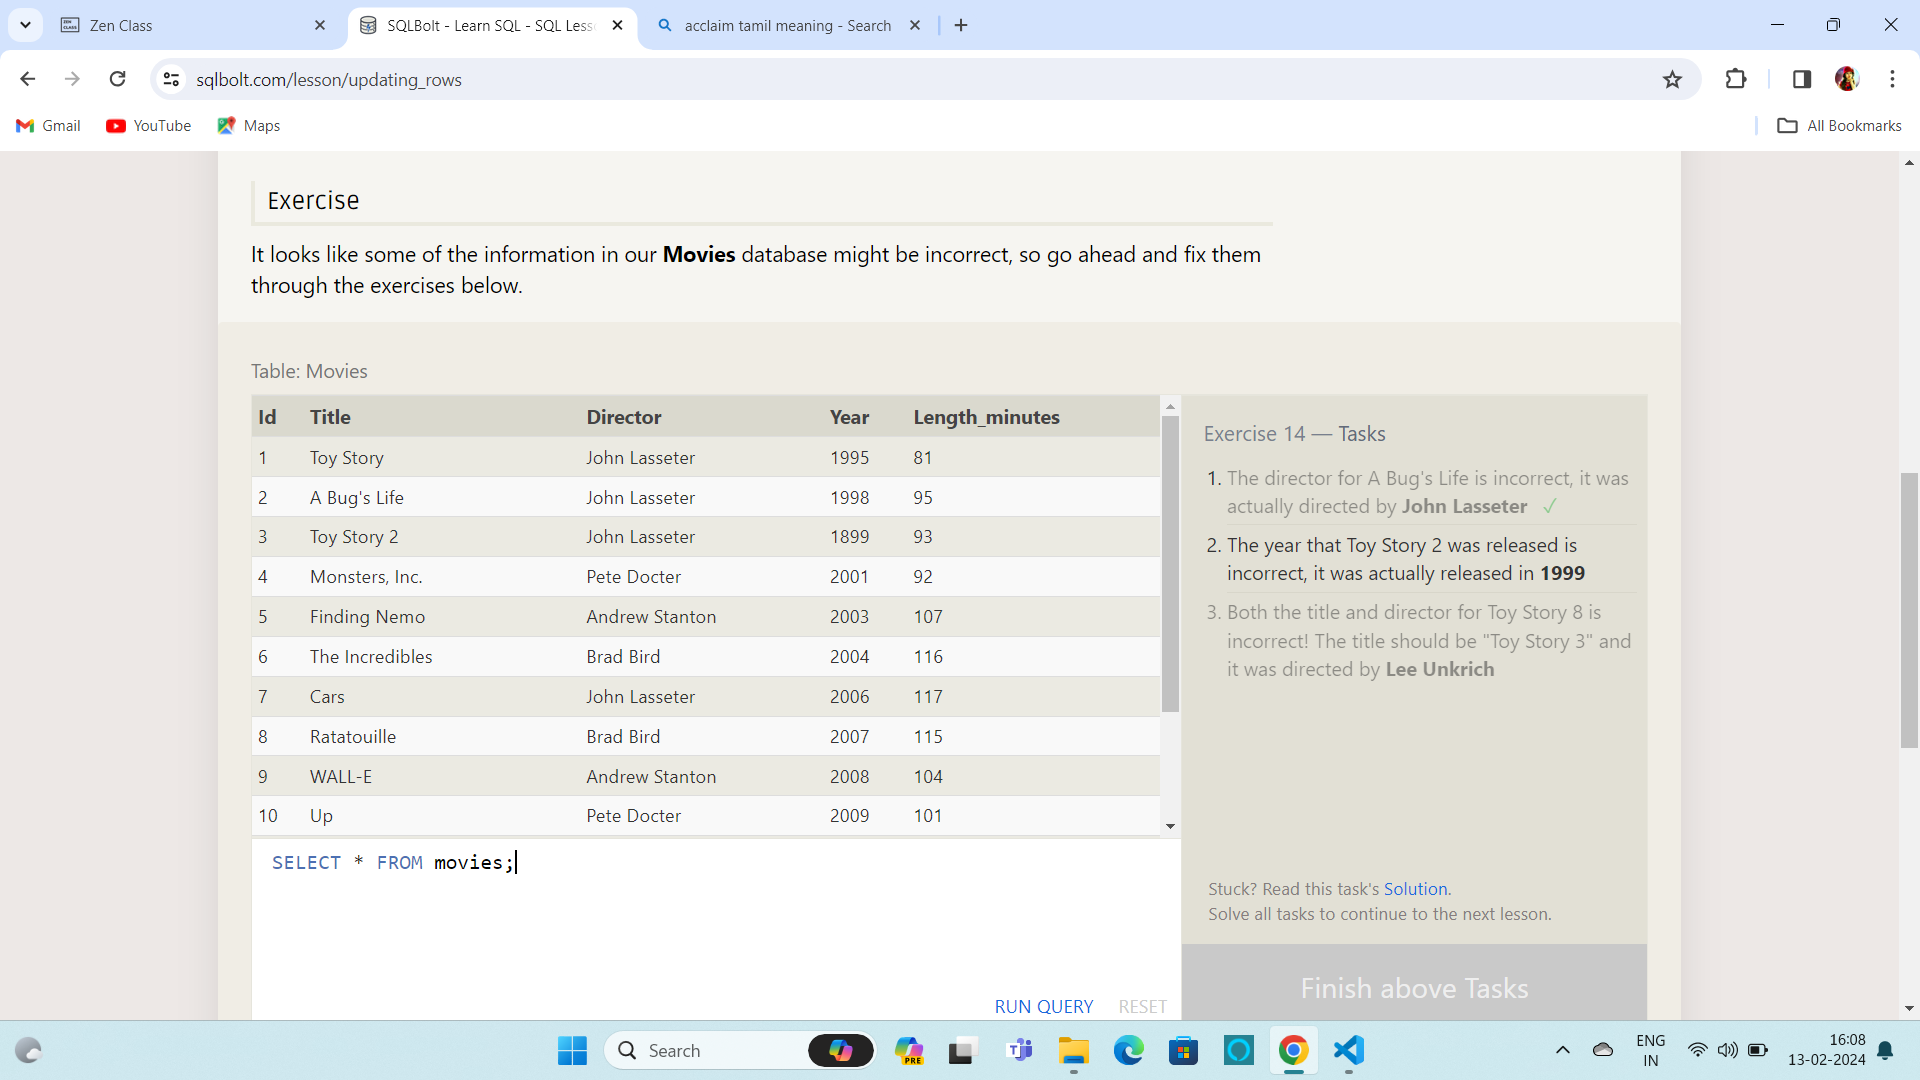 Zen Class
SQLBolt - Learn SQL - SQL Less
acclaim tamil meaning - Search
sqlbolt.com/lesson/updating_rows
Gmail YouTube Maps All Bookmarks
Exercise
It looks like some of the information in our Movies database might be incorrect, so go ahead and fix them
through the exercises below.
Table: Movies
Id Title Director Year Length_minutes
1 Toy Story John Lasseter 1995 81
2 A Bug's Life John Lasseter 1998 95
3 Toy Story 2 John Lasseter 1899 93
4 Monsters, Inc. Pete Docter 2001 92
5 Finding Nemo Andrew Stanton 2003 107
6 The Incredibles Brad Bird 2004 116
7 Cars John Lasseter 2006 117
8 Ratatouille Brad Bird 2007 115
9 WALL-E Andrew Stanton 2008 104
10 Up Pete Docter 2009 101
SELECT * FROM movies;
RUN QUERY RESET
Exercise 14 — Tasks
1. The director for A Bug's Life is incorrect, it was
actually directed by John Lasseter ✓
2. The year that Toy Story 2 was released is
incorrect, it was actually released in 1999
3. Both the title and director for Toy Story 8 is
incorrect! The title should be "Toy Story 3" and
it was directed by Lee Unkrich
Stuck? Read this task's Solution.
Solve all tasks to continue to the next lesson.
Finish above Tasks
Search
PRE
ENG
IN
16:08
13-02-2024